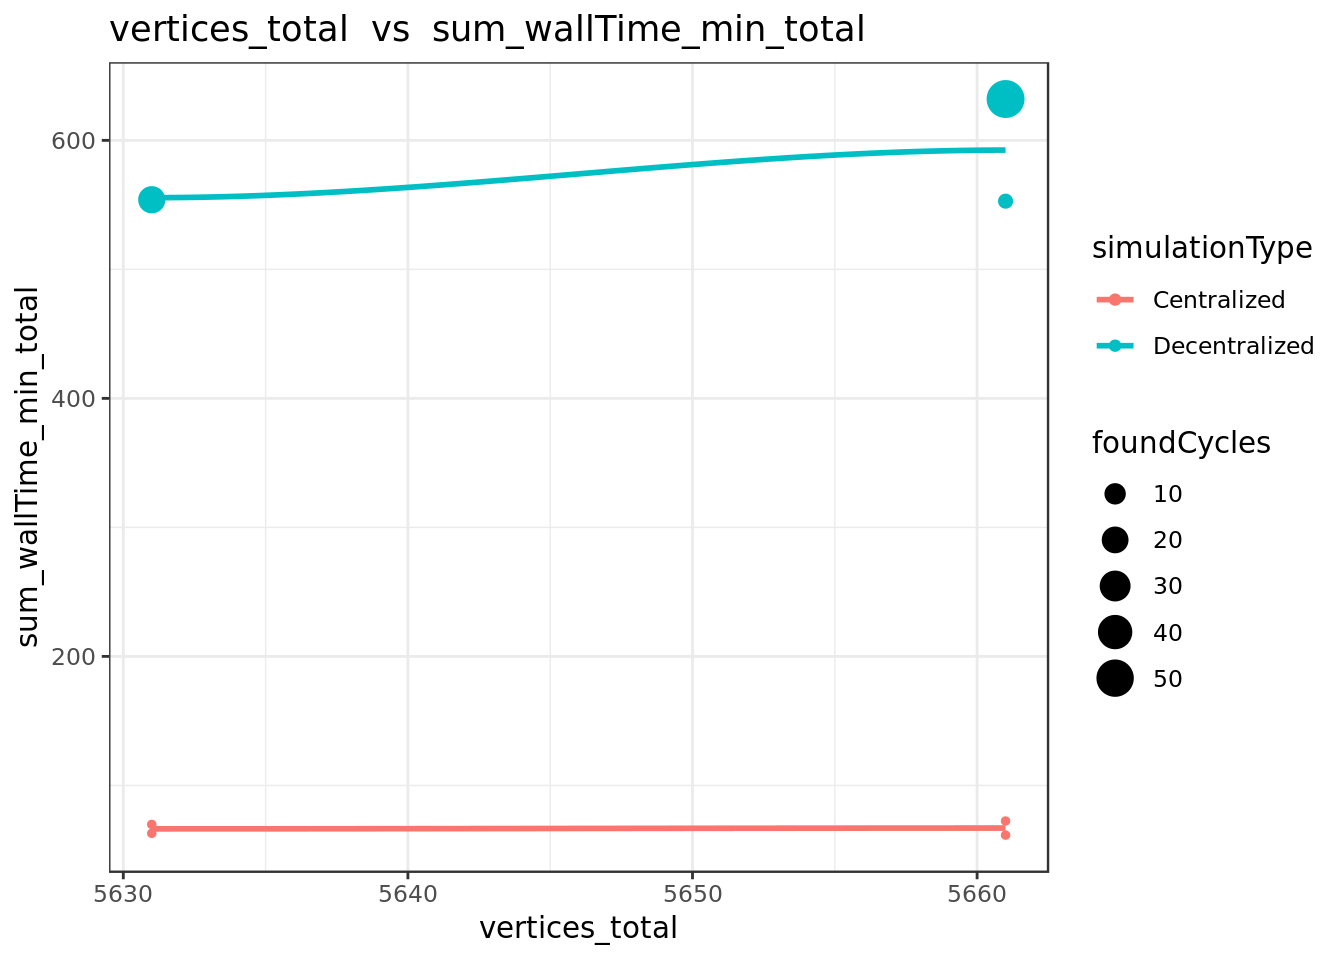 vertices_total  vs  sum_wallTime_min_total
sum_wallTime_min_total
600
400
200
5630
5640
5650
5660
vertices_total
simulationType
Centralized
Decentralized
foundCycles
10
20
30
40
50